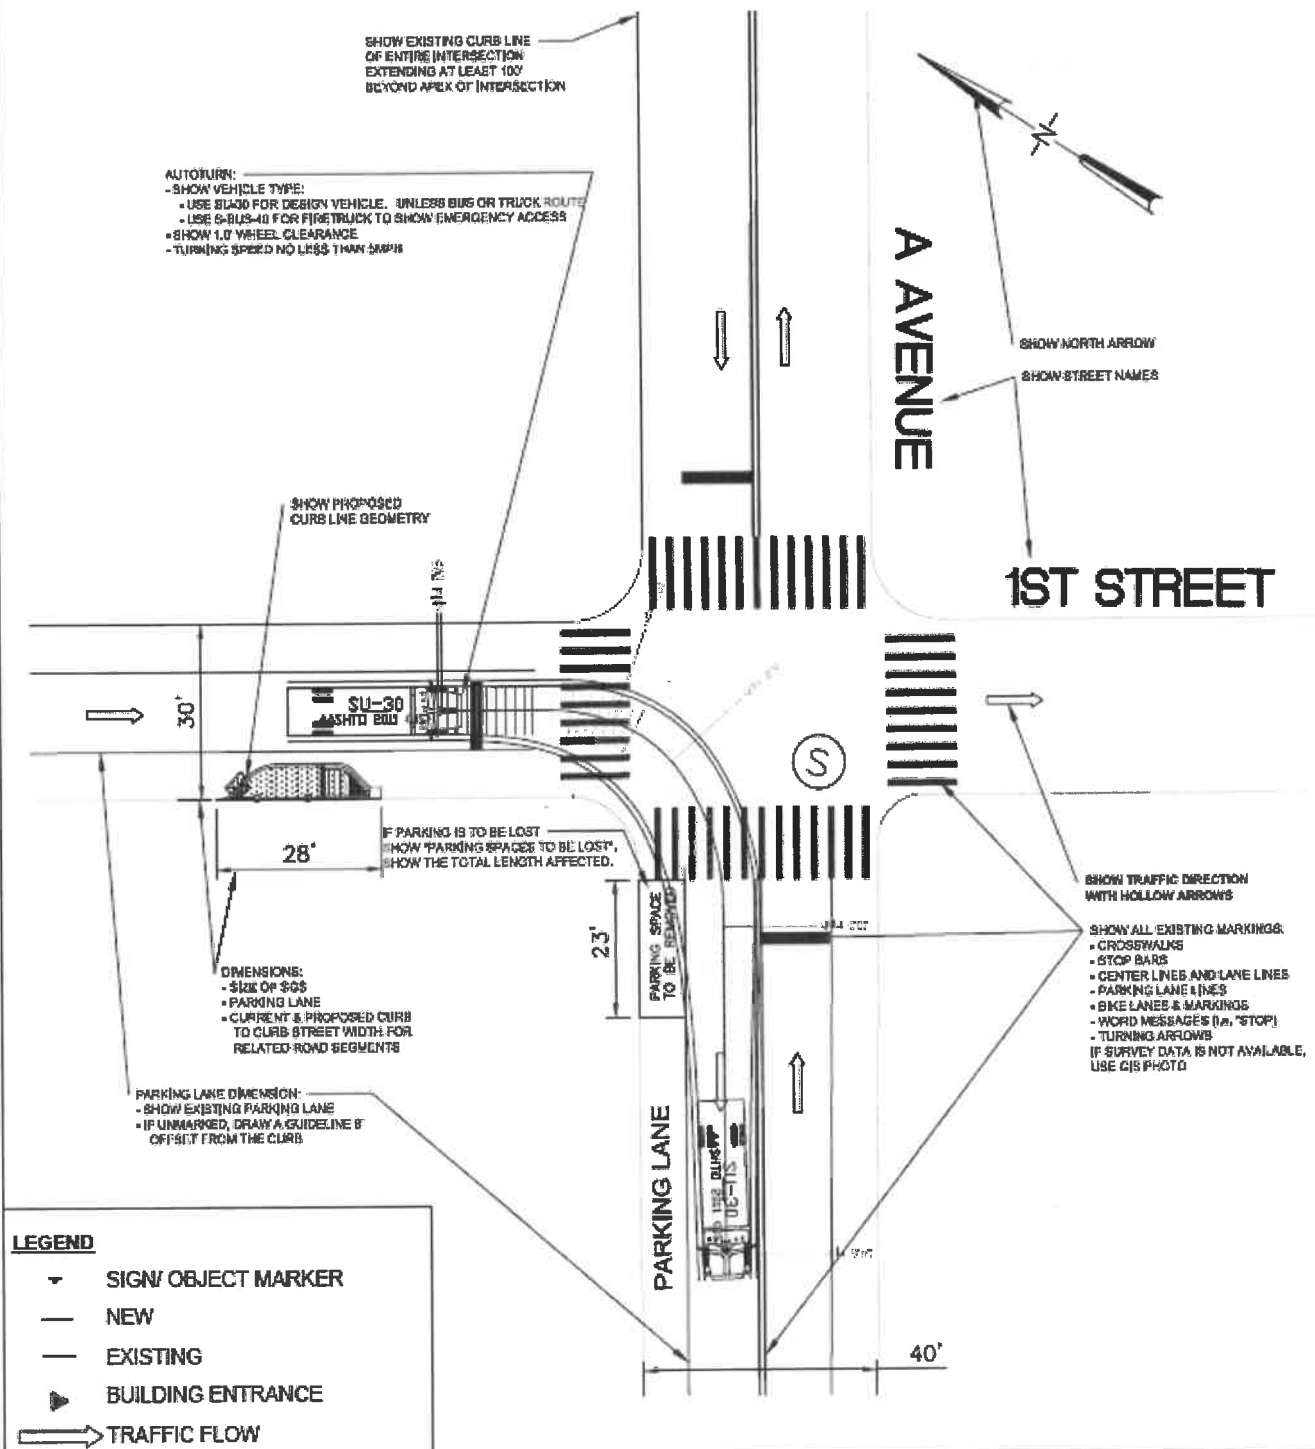 SHOW EXISTING CURB LINE
OF ENTIRE INTERSECTION
EXTENDING AT LEAST 100'
BEYOND APEX OF INTERSECTION
AUTOTURN:
- SHOW VEHICLE TYPE:
• USE SU-30 FOR DESIGN VEHICLE. UNLESS BUS OR TRUCK ROUTE
• USE S-BUS-40 FOR FIRETRUCK TO SHOW EMERGENCY ACCESS
• SHOW 1.0' WHEEL CLEARANCE
- TURNING SPEED NO LESS THAN 5MPH
N
A AVENUE
SHOW NORTH ARROW
SHOW STREET NAMES
SHOW PROPOSED
CURB LINE GEOMETRY
1ST STREET
30'
SU-30
S
28'
IF PARKING IS TO BE LOST
SHOW "PARKING SPACES TO BE LOST".
SHOW THE TOTAL LENGTH AFFECTED.
23'
PARKING SPACE
TO BE REMOVED
SHOW TRAFFIC DIRECTION
WITH HOLLOW ARROWS
SHOW ALL EXISTING MARKINGS:
• CROSSWALKS
• STOP BARS
• CENTER LINES AND LANE LINES
- PARKING LANE LINES
• BIKE LANES & MARKINGS
- WORD MESSAGES (i.e, "STOP)
- TURNING ARROWS
IF SURVEY DATA IS NOT AVAILABLE,
USE GIS PHOTO
DIMENSIONS:
- SIZE OF SGS
• PARKING LANE
• CURRENT & PROPOSED CURB
TO CURB STREET WIDTH FOR
RELATED ROAD SEGMENTS
PARKING LANE DIMENSION:
- SHOW EXISTING PARKING LANE
• IF UNMARKED, DRAW A GUIDELINE 8'
OFFSET FROM THE CURB
PARKING LANE
SU-30
40'
LEGEND
SIGN/ OBJECT MARKER
NEW
EXISTING
BUILDING ENTRANCE
TRAFFIC FLOW